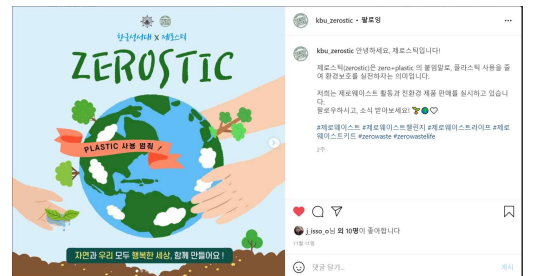 한국성서대 X 제로스틱
ZEROSTIC
PLASTIC 사용 멈춰
자연과 우리 모두 행복한 세상, 함께 만들어요 !
kbu_zerostic • 팔로잉
kbu_zerostic 안녕하세요, 제로스틱입니다!
제로스틱(zerostic)은 zero+plastic 의 붙임말로, 플라스틱 사용을 줄
여 환경보호를 실천하자는 의미입니다.
저희는 제로웨이스트 활동과 친환경 제품 판매를 실시하고 있습니
다.
팔로우하시고, 소식 받아보세요!
#제로웨이스트 #제로웨이스트챌린지 #제로웨이스트라이프 #제로
웨이스트키트 #zerowaste #zerowastelife
2주
j_isso_o님 외 10명이 좋아합니다
11월 11일
댓글 달기...
게시